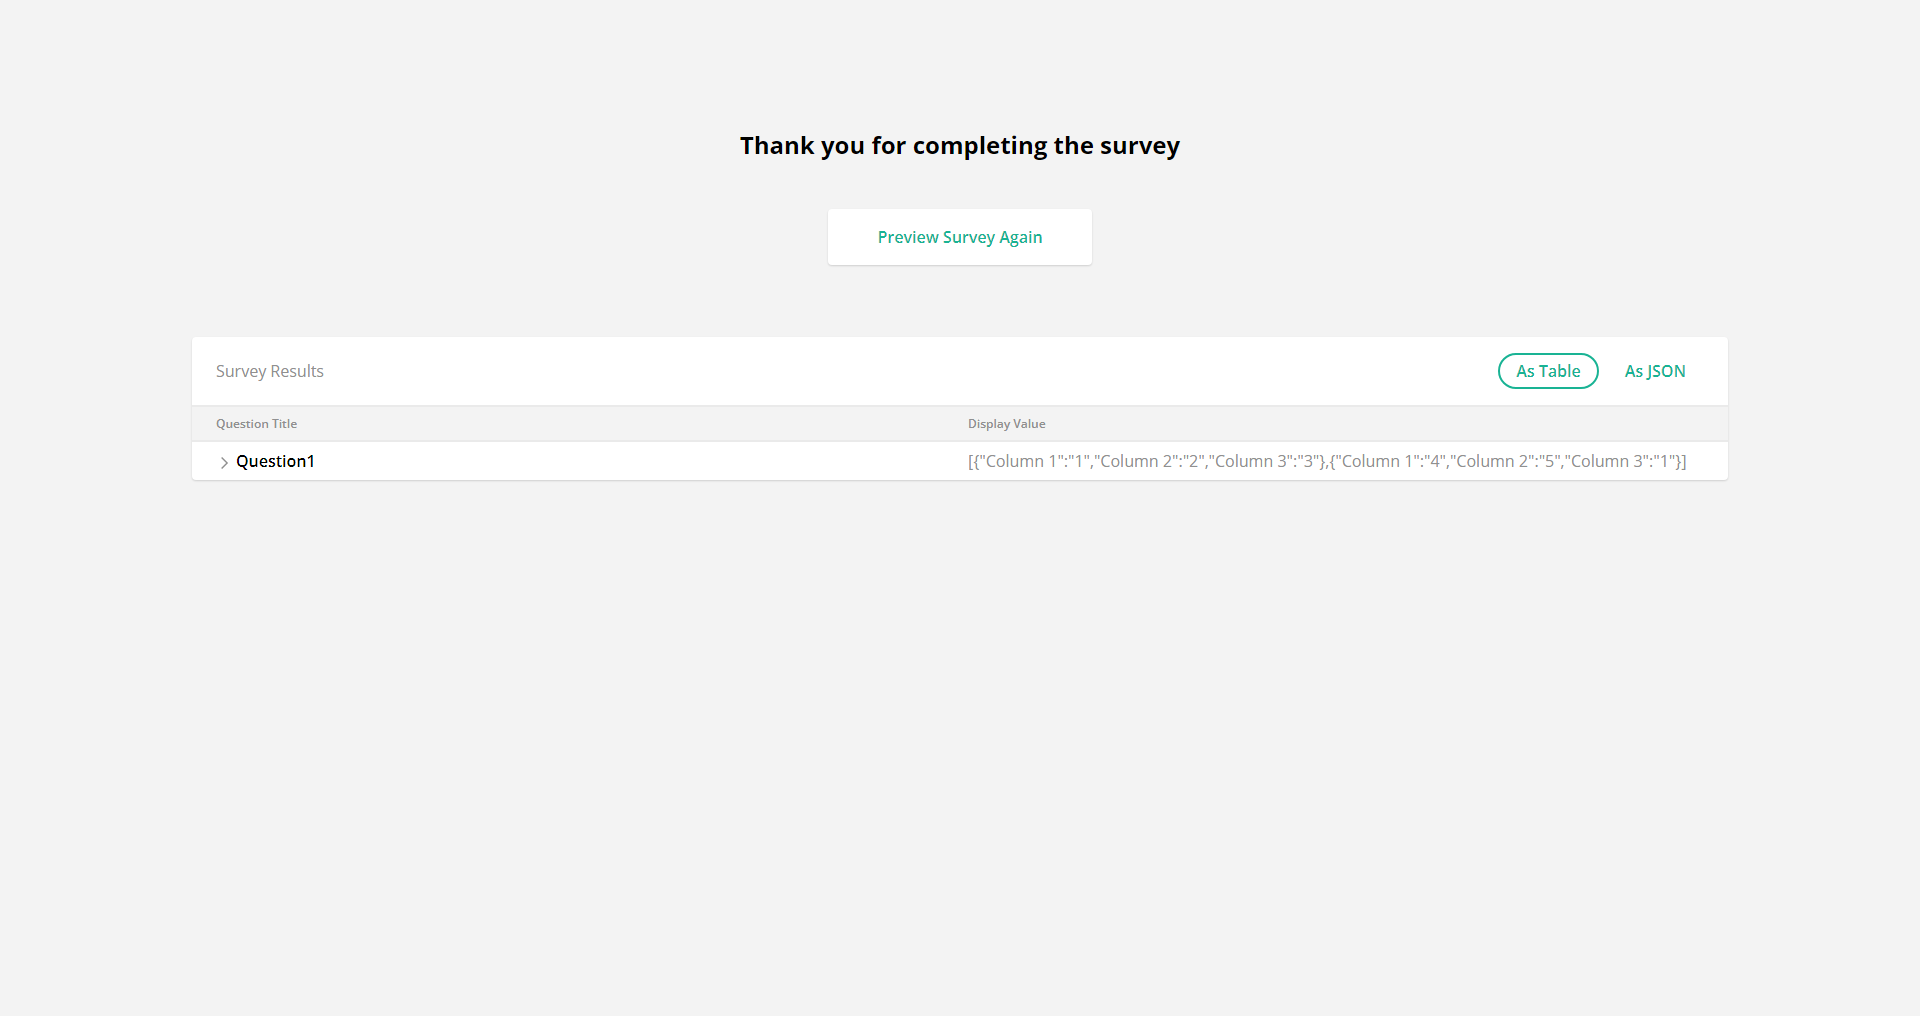 Thank you for completing the survey
Preview Survey Again
Survey Results
As Table
As JSON
Question Title
Display Value
Question1
[{"Column 1":"1","Column 2":"2","Column 3":"3"},{"Column 1":"4","Column 2":"5","Column 3":"1"}]